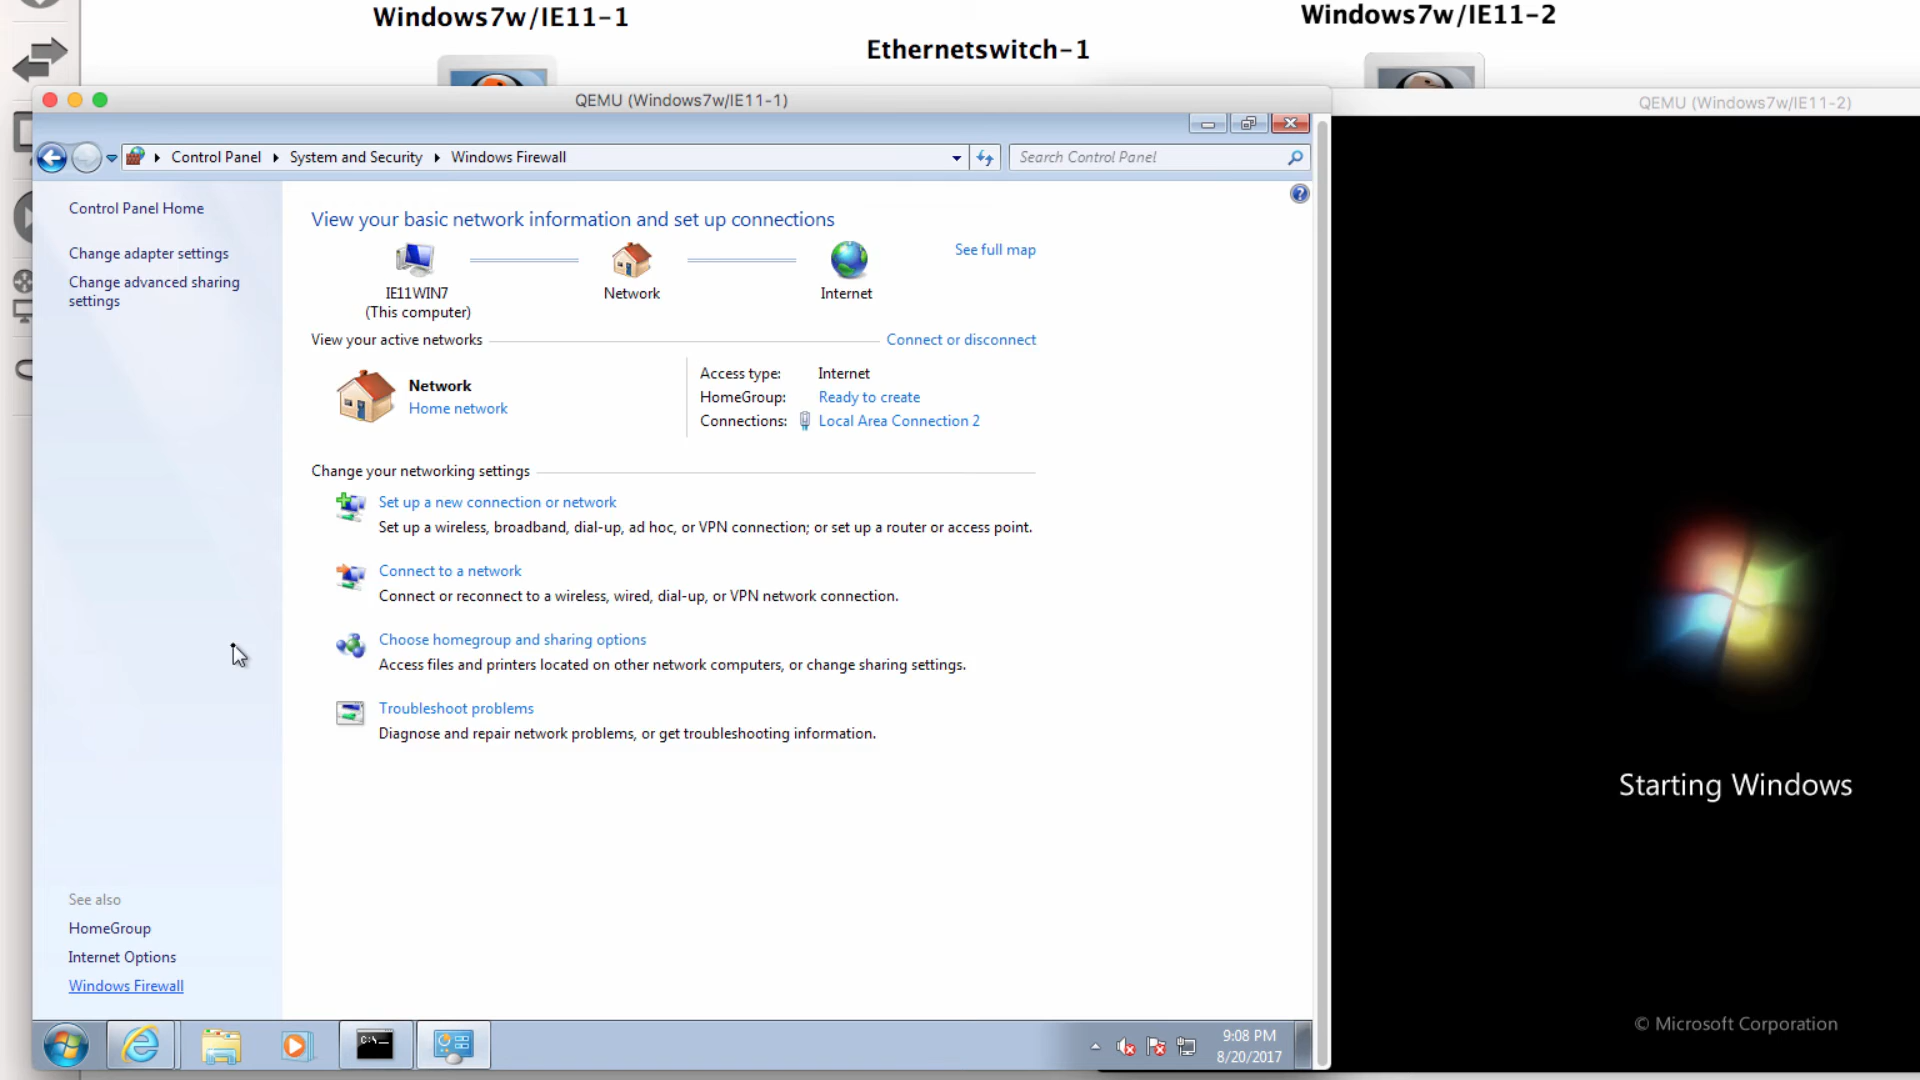 Windows7w/IE11-1
Windows7w/IE11-2
Ethernetswitch-1
QEMU (Windows7w/IE11-1)
QEMU (Windows7w/IE11-2)
Control Panel
System and Security
Windows Firewall
Search Control Panel
Control Panel Home
Change adapter settings
Change advanced sharing
settings
View your basic network information and set up connections
See full map
IE11WIN7
(This computer)
Network
Internet
View your active networks
Connect or disconnect
Network
Home network
Access type:
Internet
HomeGroup:
Ready to create
Connections:
Local Area Connection 2
Change your networking settings
Set up a new connection or network
Set up a wireless, broadband, dial-up, ad hoc, or VPN connection; or set up a router or access point.
Connect to a network
Connect or reconnect to a wireless, wired, dial-up, or VPN network connection.
Choose homegroup and sharing options
Access files and printers located on other network computers, or change sharing settings.
Troubleshoot problems
Diagnose and repair network problems, or get troubleshooting information.
Starting Windows
See also
HomeGroup
Internet Options
Windows Firewall
© Microsoft Corporation
C:\_
9:08 PM
8/20/2017